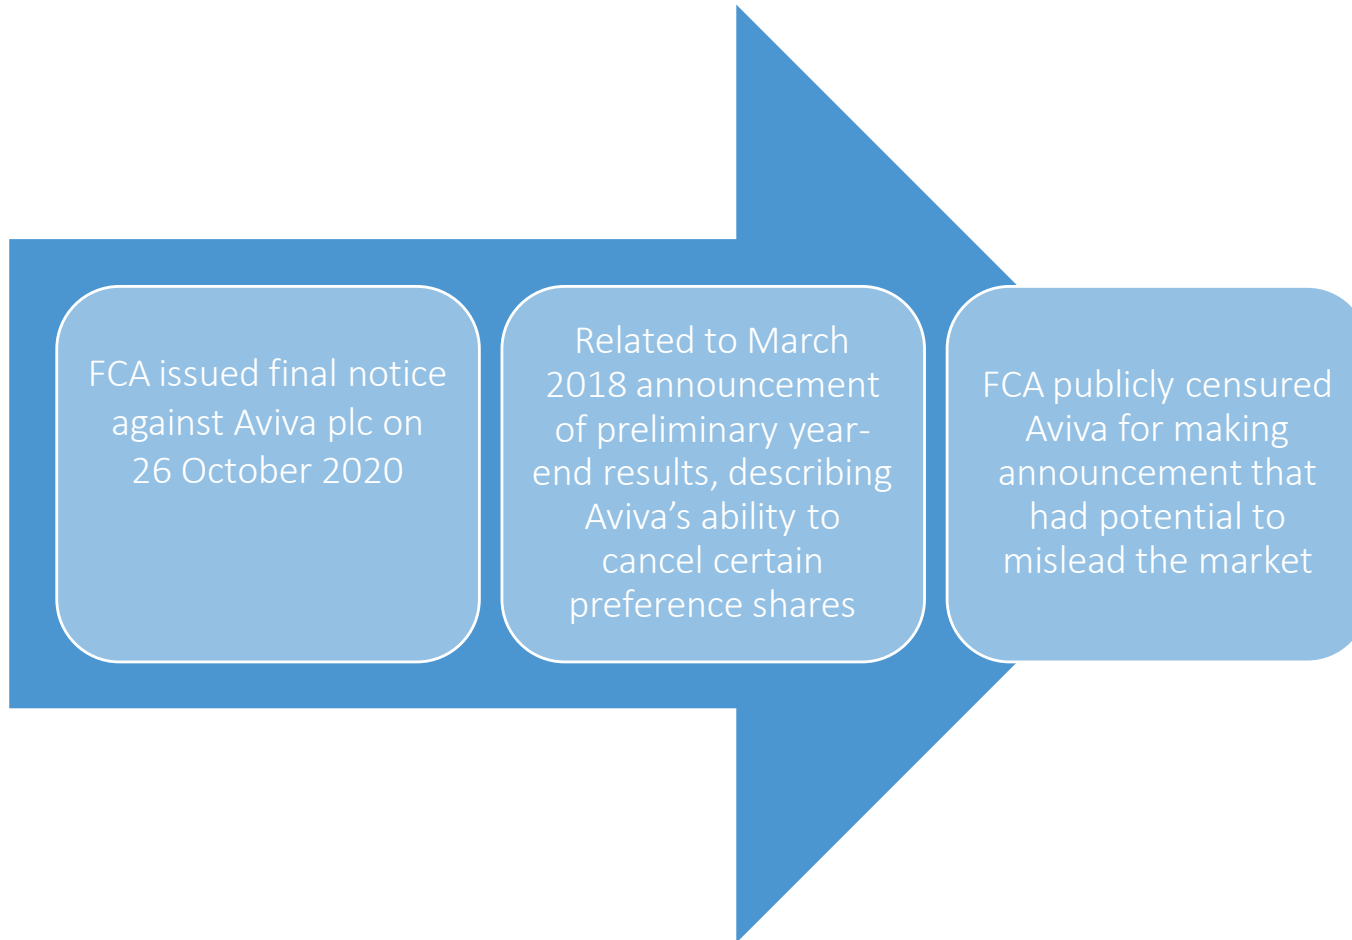 FCA issued final notice
against Aviva plc on
26 October 2020
Related to March
2018 announcement
of preliminary year-
end results, describing
Aviva’s ability to
cancel certain
preference shares
FCA publicly censured
Aviva for making
announcement that
had potential to
mislead the market